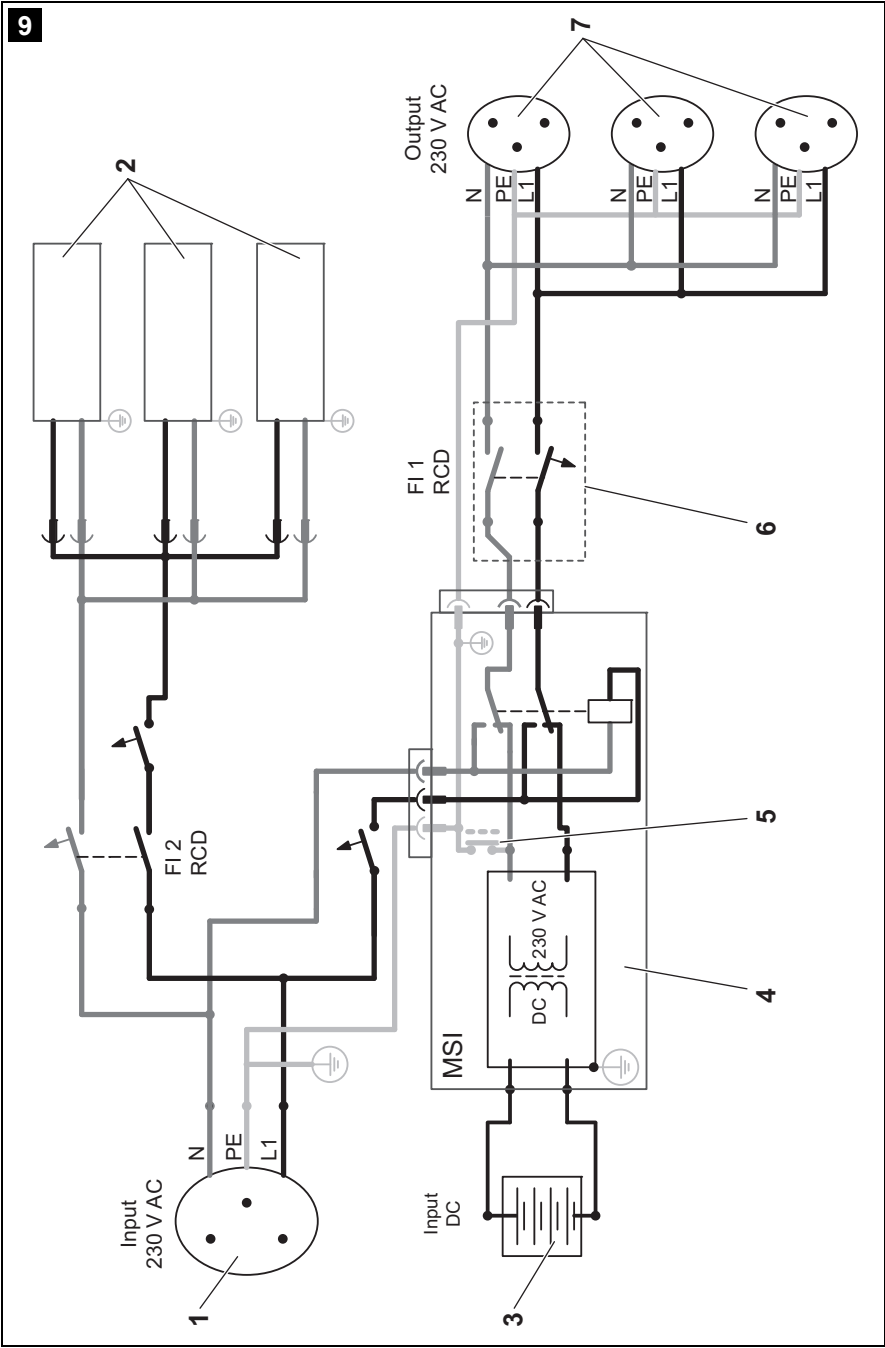 9
Input
230 V AC
1
N
PE
L1
FI 2
RCD
2
Input
DC
3
MSI
DC
230 V AC
4
5
FI 1
RCD
6
Output
230 V AC
N
PE
L1
N
PE
L1
N
PE
L1
7